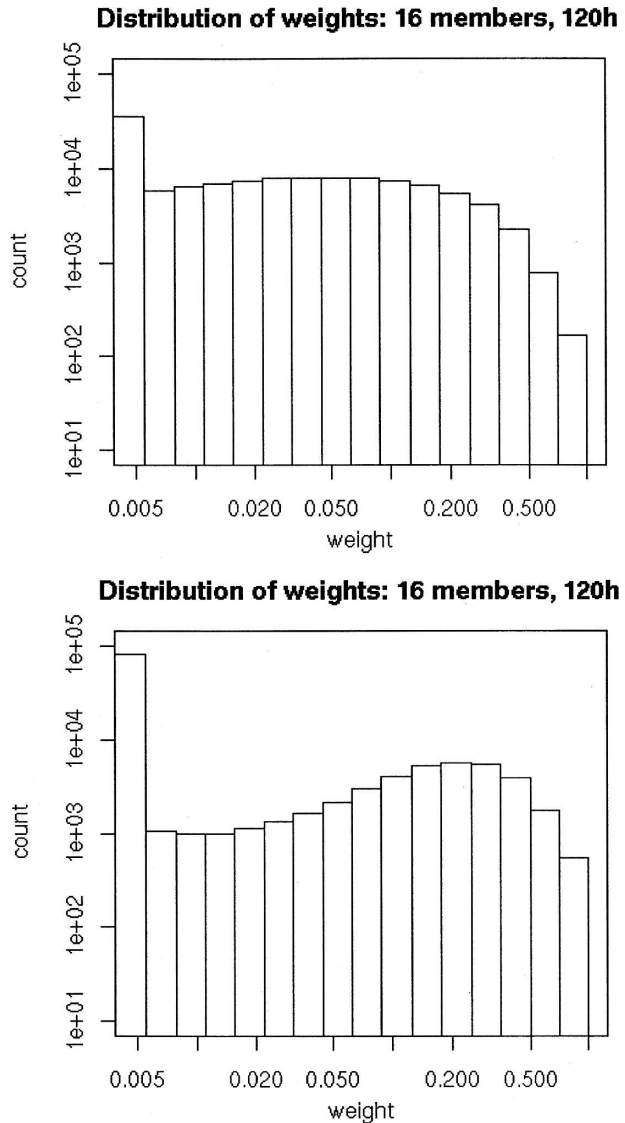 Distribution of weights: 16 members, 120h
1e+05
1e+04
1e+03
1e+02
1e+01
count
0.005 0.020 0.050 0.200 0.500
weight
Distribution of weights: 16 members, 120h
1e+05
1e+04
1e+03
1e+02
1e+01
count
0.005 0.020 0.050 0.200 0.500
weight